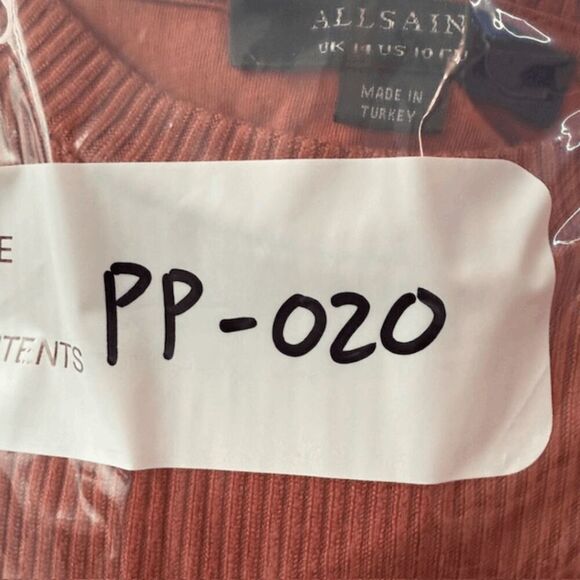 ALLSAIN
UK 14 US 10
MADE IN
TURKEY
E
TENTS
PP-020